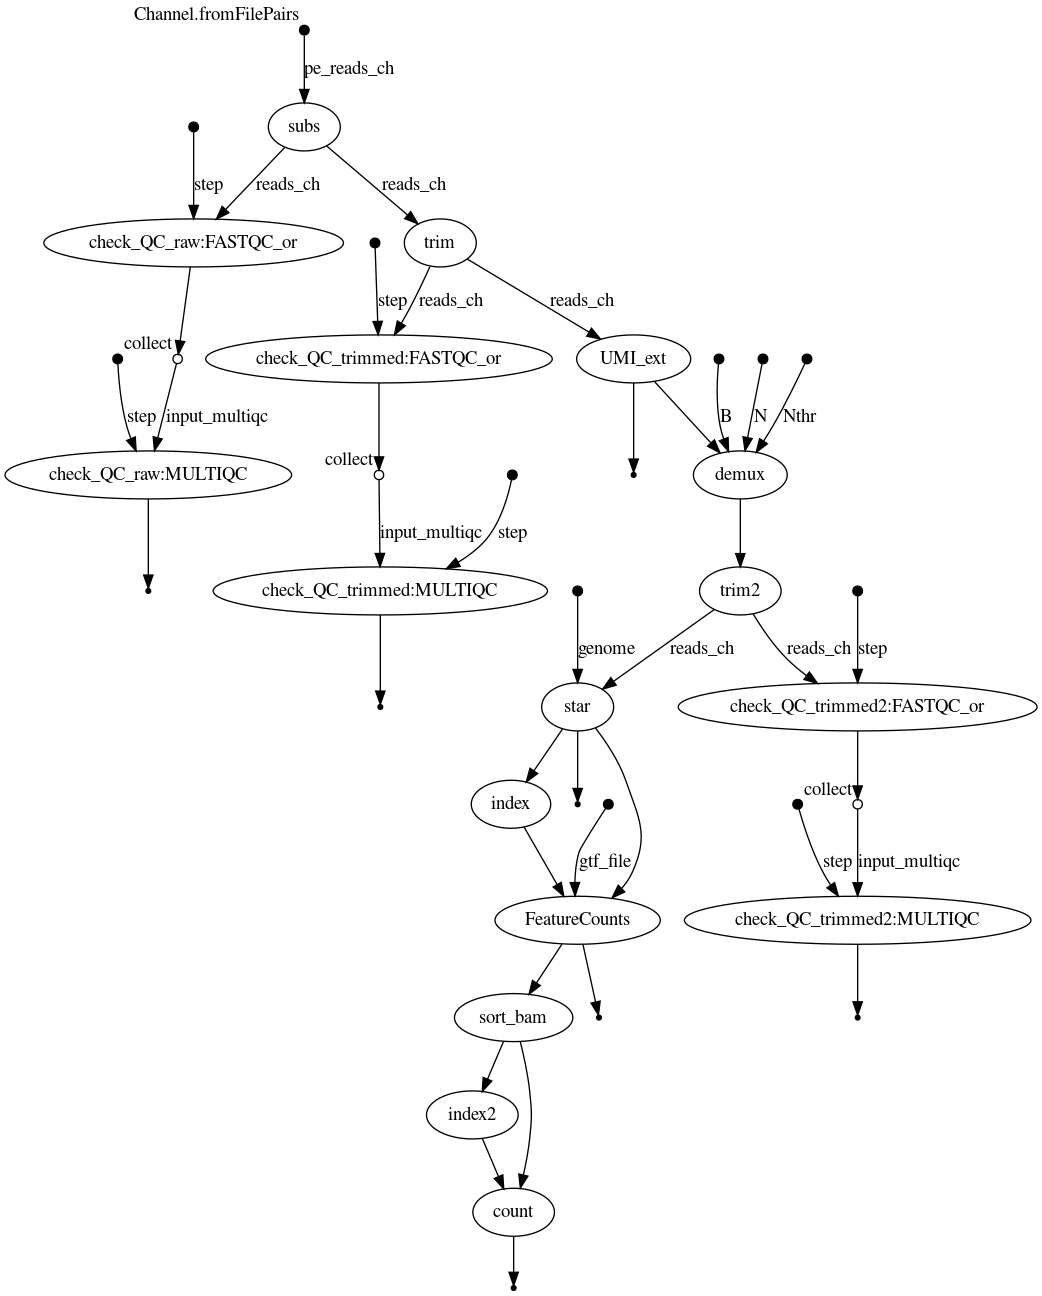 Channel.fromFilePairs
pe_reads_ch
subs
step
reads_ch
reads_ch
check_QC_raw:FASTQC_or
trim
step
reads_ch
reads_ch
collect
check_QC_trimmed:FASTQC_or
UMI_ext
step
input_multiqc
B
N
Nthr
collect
check_QC_raw:MULTIQC
demux
input_multiqc
step
check_QC_trimmed:MULTIQC
trim2
genome
reads_ch
reads_ch
step
star
check_QC_trimmed2:FASTQC_or
collect
index
gtf_file
step
input_multiqc
FeatureCounts
check_QC_trimmed2:MULTIQC
sort_bam
index2
count